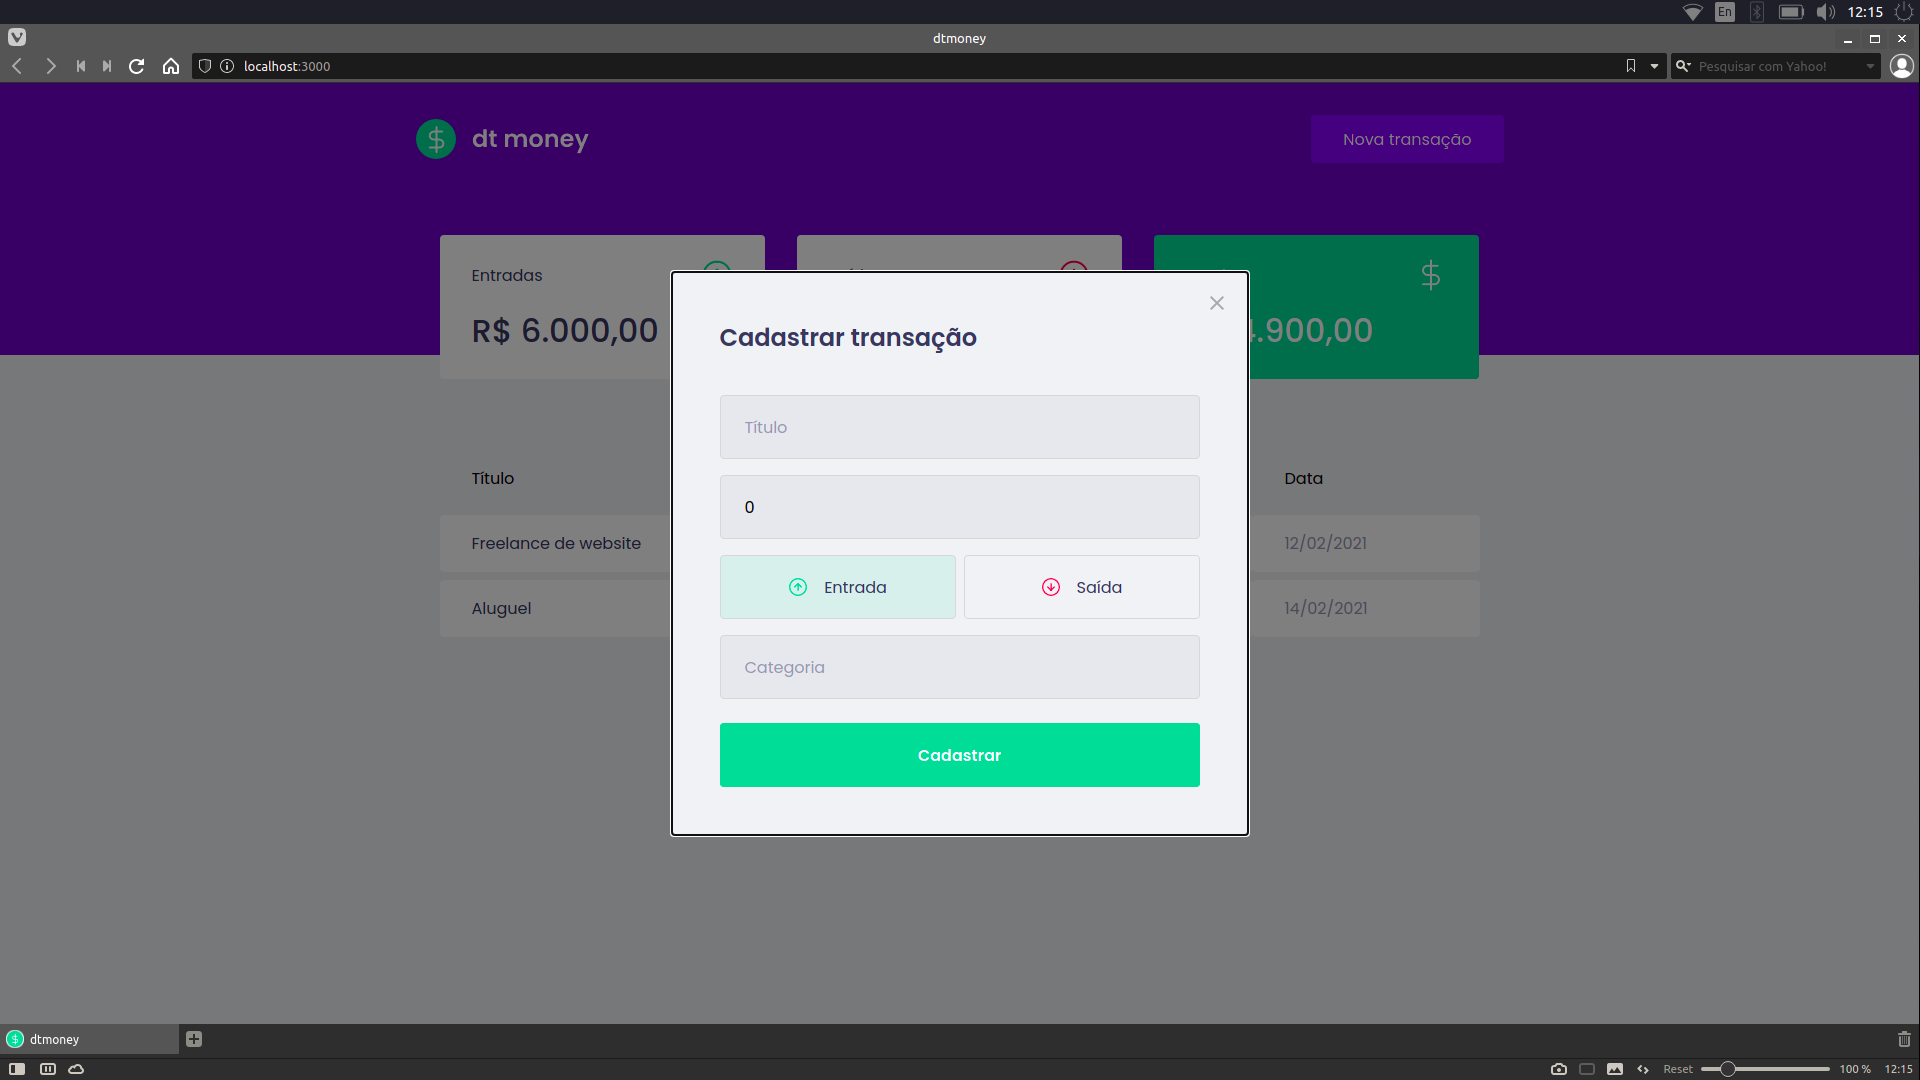 En
12:15
dtmoney
localhost:3000
Pesquisar com Yahoo!
dt money
Nova transação
Entradas
R$ 6.000,00
4.900,00
Cadastrar transação
Título
0
Entrada
Saída
Categoria
Cadastrar
Título
Data
Freelance de website
12/02/2021
Aluguel
14/02/2021
dtmoney
Reset
100 %
12:15